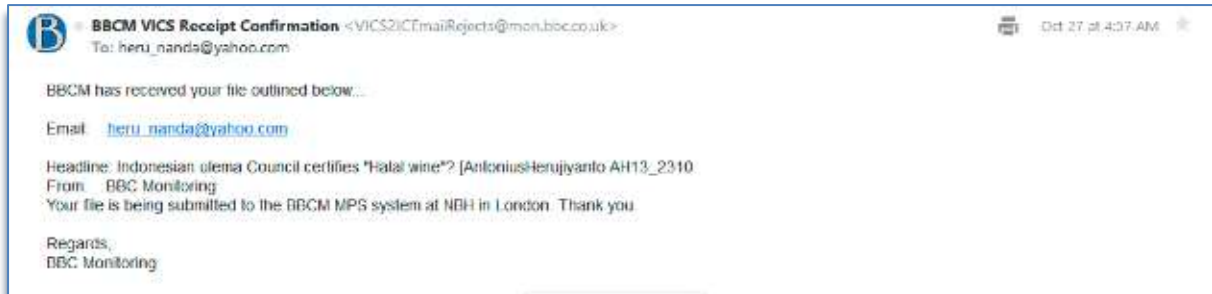 B
BBCM VICS Receipt Confirmation <VICS2ICEmailRejects@mon.bbc.co.uk> Oct 27 at 4:37 AM
To: heru_nanda@yahoo.com
BBCM has received your file outlined below...
Email: heru_nanda@yahoo.com
Headline: Indonesian ulema Council certifies "Halal wine"? [AntoniusHerujiyanto AH13_2310
From: BBC Monitoring
Your file is being submitted to the BBCM MPS system at NBH in London. Thank you.
Regards,
BBC Monitoring